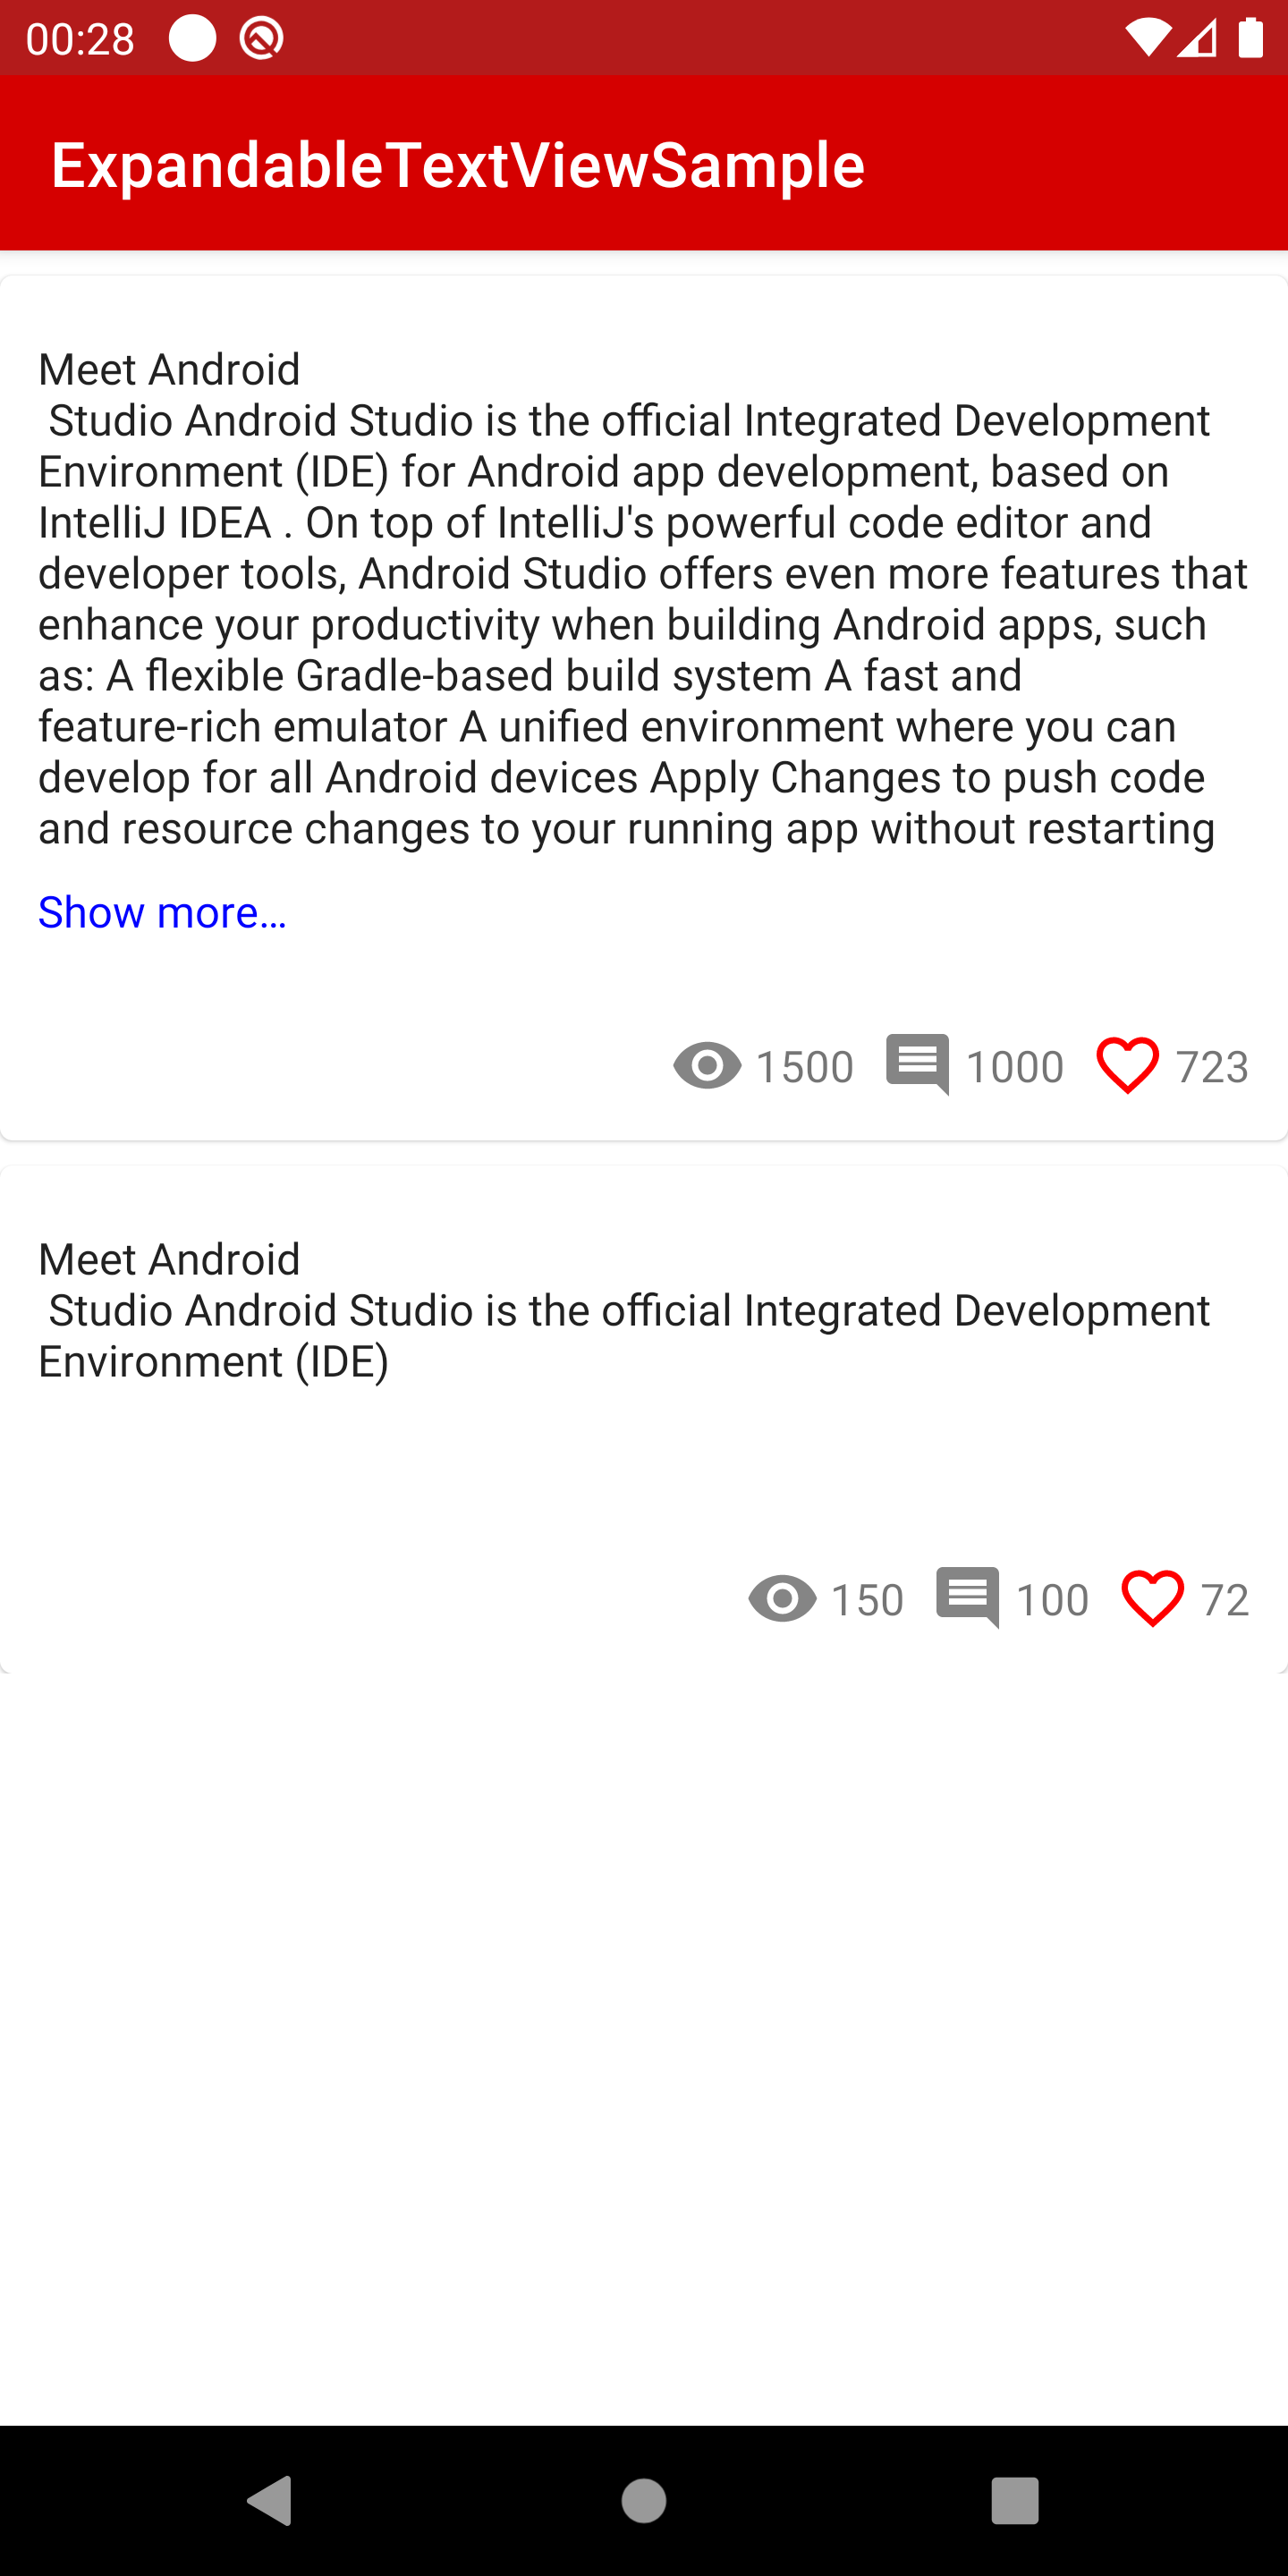 00:28
ExpandableTextViewSample
Meet Android
Studio Android Studio is the official Integrated Development
Environment (IDE) for Android app development, based on
IntelliJ IDEA . On top of IntelliJ's powerful code editor and
developer tools, Android Studio offers even more features that
enhance your productivity when building Android apps, such
as: A flexible Gradle-based build system A fast and
feature-rich emulator A unified environment where you can
develop for all Android devices Apply Changes to push code
and resource changes to your running app without restarting
Show more…
1500 1000 723
Meet Android
Studio Android Studio is the official Integrated Development
Environment (IDE)
150 100 72